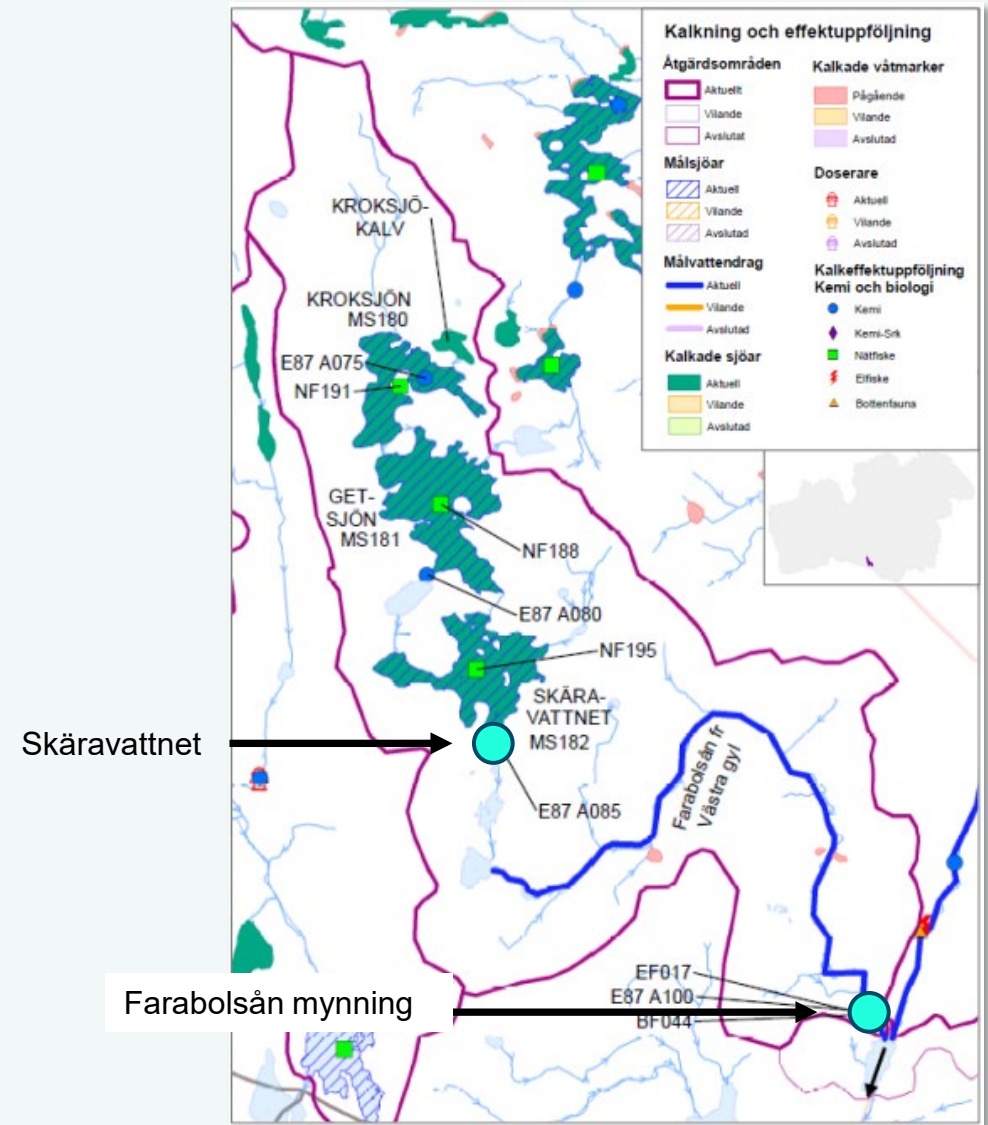 Kalkning och effektuppföljning
Åtgärdsområden
Aktuellt
Vilande
Avslutat
Målsjöar
Aktuell
Vilande
Avslutad
Målvattendrag
Aktuell
Vilande
Avslutad
Kalkade sjöar
Aktuell
Vilande
Avslutad
Kalkade våtmarker
Pågående
Vilande
Avslutad
Doserare
Aktuell
Vilande
Avslutad
Kalkeffektuppföljning
Kemi och biologi
Kemi
Kemi-Srk
Nätfiske
Elfiske
Bottenfauna
KROKSJÖ-
KALV
KROKSJÖN
MS180
E87 A075
NF191
GET-
SJÖN
MS181
NF188
E87 A080
NF195
SKÄRA-
VATTNET
MS182
Skäravattnet
E87 A085
Farabolsån fr
Västra gyl
EF017
E87 A100
BF044
Farabolsån mynning